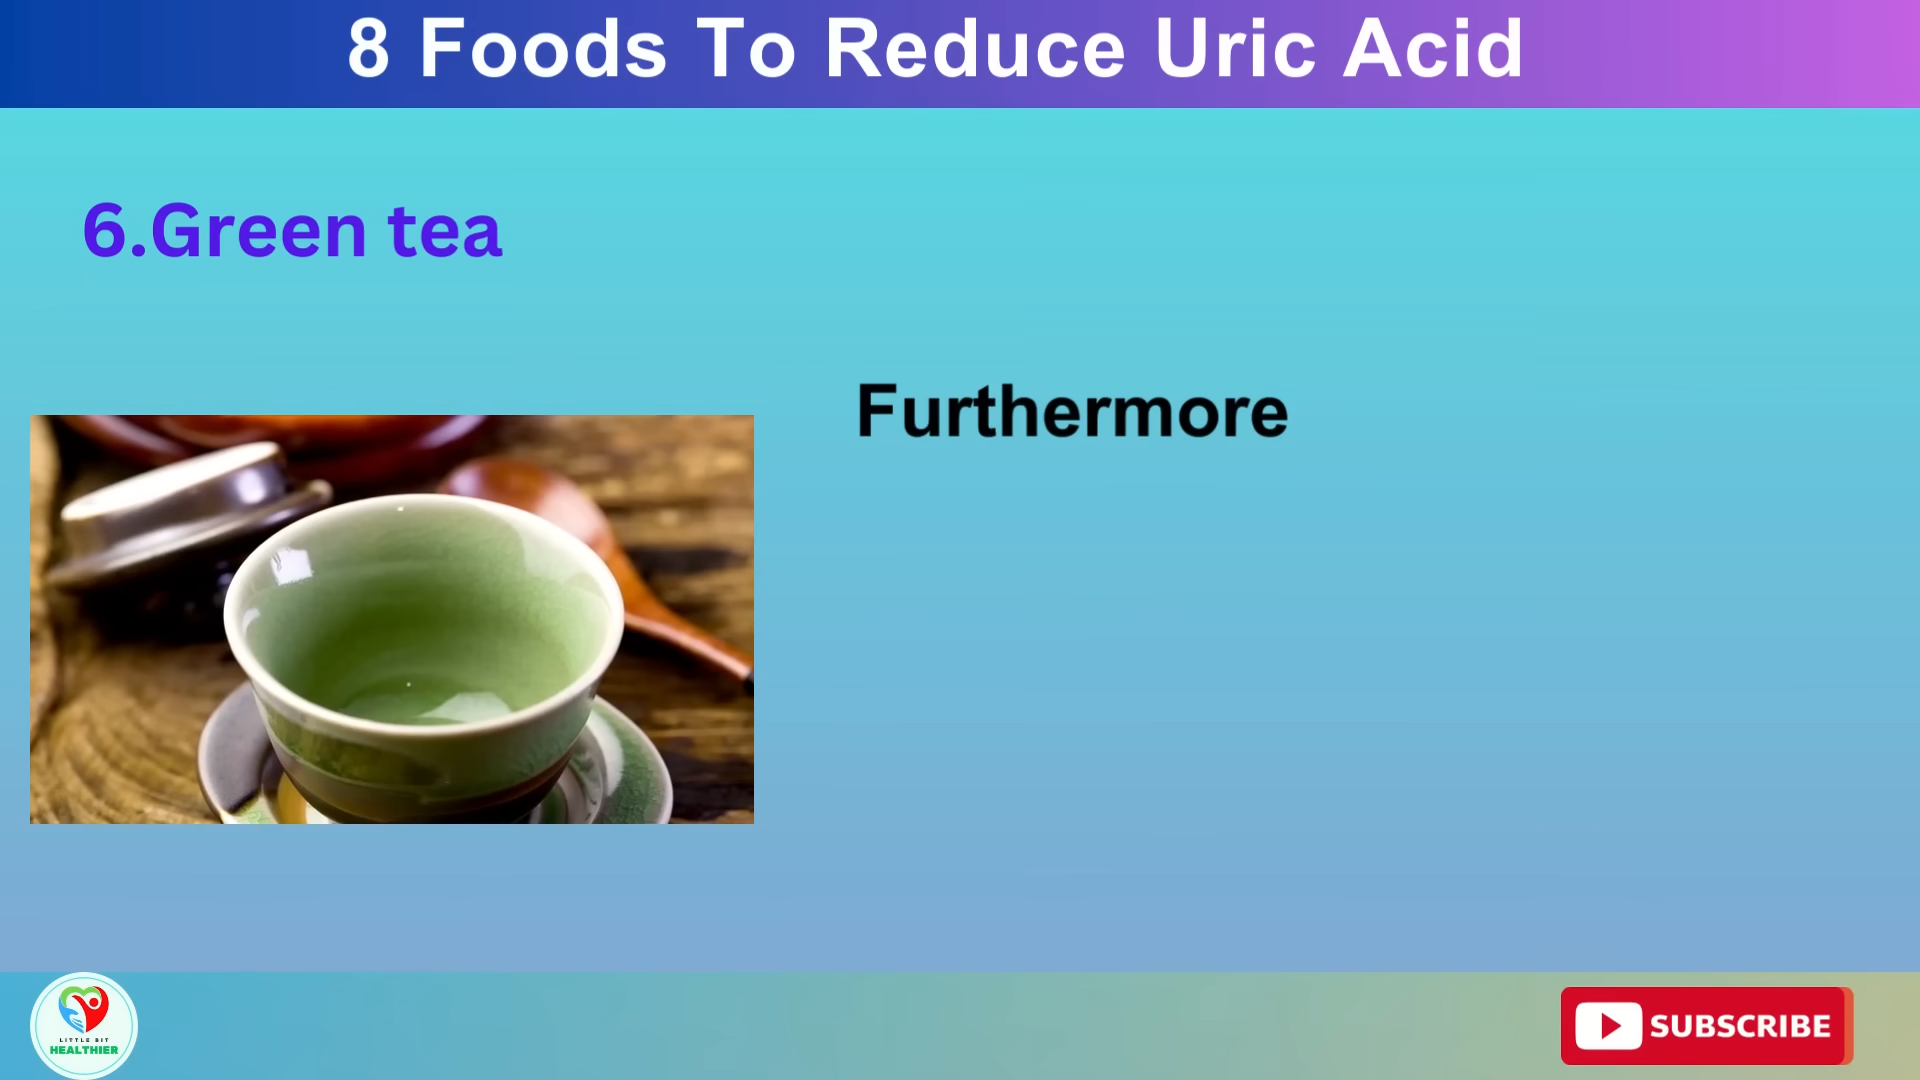 8 Foods To Reduce Uric Acid
6.Green tea
Furthermore
LITTLE BIT
HEALTHIER
SUBSCRIBE